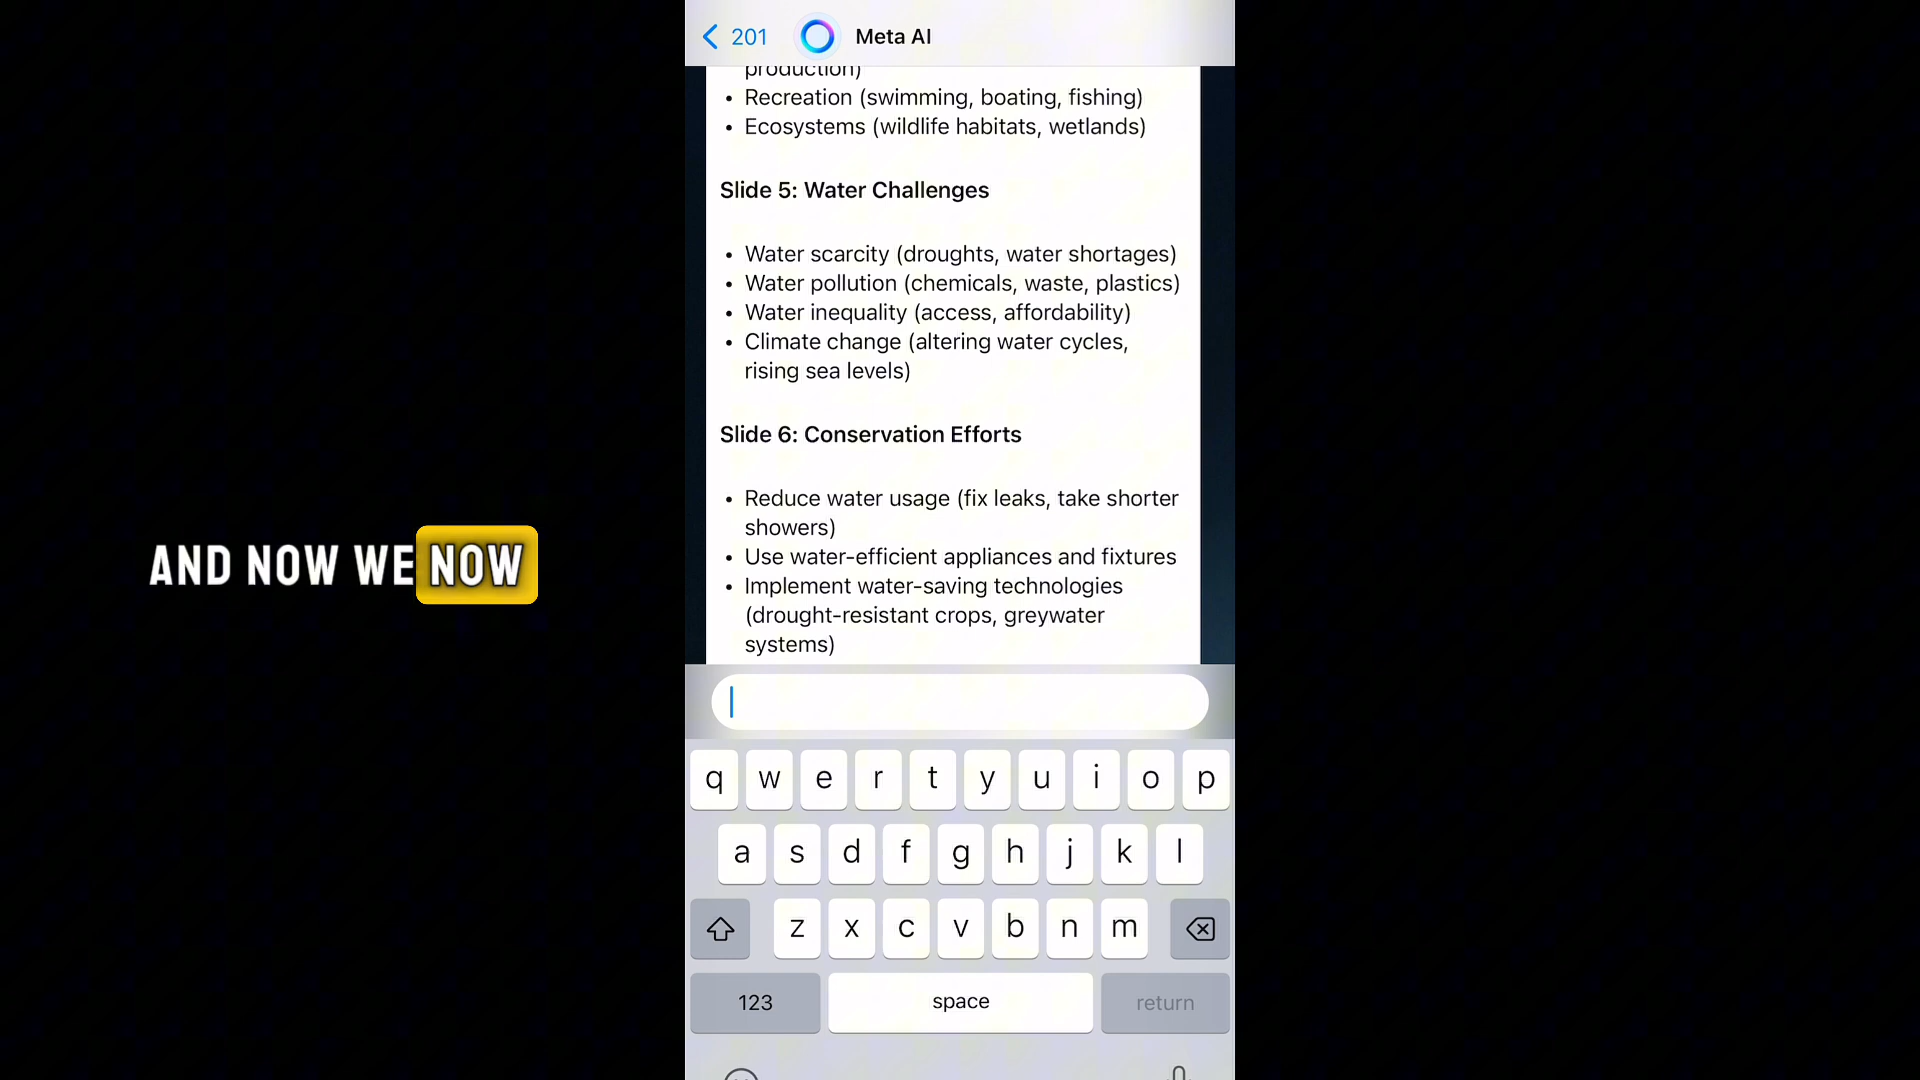 201
Meta AI
production)
• Recreation (swimming, boating, fishing)
• Ecosystems (wildlife habitats, wetlands)
Slide 5: Water Challenges
• Water scarcity (droughts, water shortages)
• Water pollution (chemicals, waste, plastics)
• Water inequality (access, affordability)
• Climate change (altering water cycles,
rising sea levels)
Slide 6: Conservation Efforts
• Reduce water usage (fix leaks, take shorter
showers)
• Use water-efficient appliances and fixtures
• Implement water-saving technologies
(drought-resistant crops, greywater
systems)
AND NOW WE NOW
q w e r t y u i o p
a s d f g h j k l
z x c v b n m
123 space return